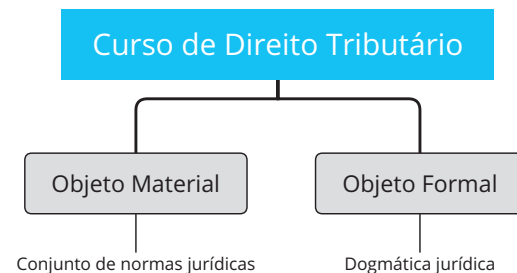 Curso de Direito Tributário
Objeto Material
Objeto Formal
Conjunto de normas jurídicas
Dogmática jurídica